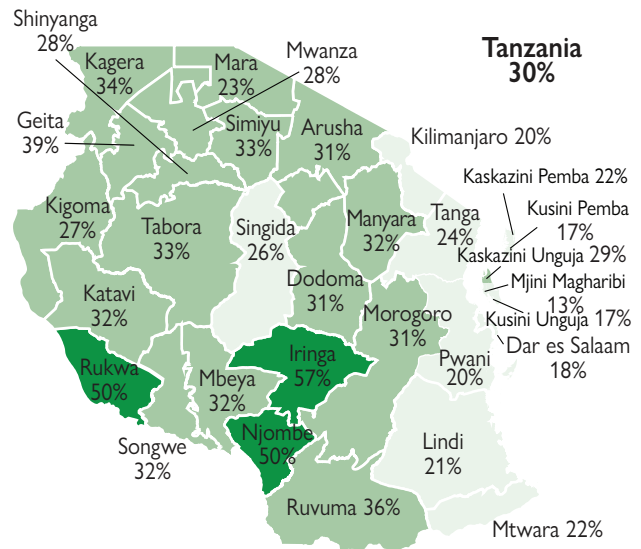 Shinyanga
28%
Kagera
34%
Mara
23%
Mwanza
28%
Tanzania
30%
Geita
39%
Simiyu
33%
Arusha
31%
Kilimanjaro 20%
Kaskazini Pemba 22%
Kusini Pemba
17%
Kigoma
27%
Tabora
33%
Singida
26%
Manyara
32%
Tanga
24%
Kaskazini Unguja 29%
Mjini Magharibi
13%
Kusini Unguja 17%
Dar es Salaam
18%
Katavi
32%
Dodoma
31%
Morogoro
31%
Pwani
20%
Rukwa
50%
Mbeya
32%
Iringa
57%
Songwe
32%
Njombe
50%
Lindi
21%
Ruvuma 36%
Mtwara 22%